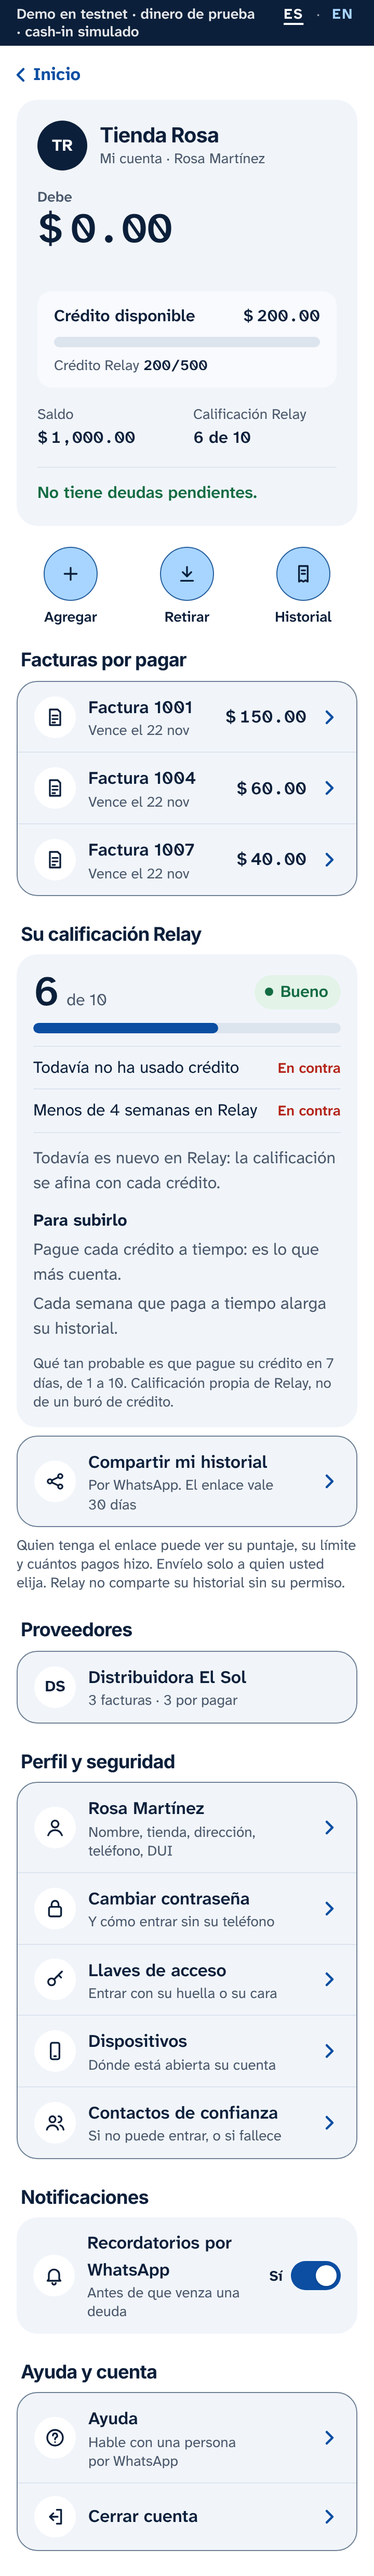 Demo en testnet · dinero de prueba
· cash-in simulado
ES · EN
Inicio
TR
Tienda Rosa
Mi cuenta · Rosa Martínez
Debe
$0.00
Crédito disponible $200.00
Crédito Relay 200/500
Saldo Calificación Relay
$1,000.00 6 de 10
No tiene deudas pendientes.
Agregar Retirar Historial
Facturas por pagar
Factura 1001
Vence el 22 nov
$150.00
Factura 1004
Vence el 22 nov
$60.00
Factura 1007
Vence el 22 nov
$40.00
Su calificación Relay
6 de 10
Bueno
Todavía no ha usado crédito En contra
Menos de 4 semanas en Relay En contra
Todavía es nuevo en Relay: la calificación
se afina con cada crédito.
Para subirlo
Pague cada crédito a tiempo: es lo que
más cuenta.
Cada semana que paga a tiempo alarga
su historial.
Qué tan probable es que pague su crédito en 7
días, de 1 a 10. Calificación propia de Relay, no
de un buró de crédito.
Compartir mi historial
Por WhatsApp. El enlace vale
30 días
Quien tenga el enlace puede ver su puntaje, su límite
y cuántos pagos hizo. Envíelo solo a quien usted
elija. Relay no comparte su historial sin su permiso.
Proveedores
DS
Distribuidora El Sol
3 facturas · 3 por pagar
Perfil y seguridad
Rosa Martínez
Nombre, tienda, dirección,
teléfono, DUI
Cambiar contraseña
Y cómo entrar sin su teléfono
Llaves de acceso
Entrar con su huella o su cara
Dispositivos
Dónde está abierta su cuenta
Contactos de confianza
Si no puede entrar, o si fallece
Notificaciones
Recordatorios por
WhatsApp
Antes de que venza una
deuda
Sí
Ayuda y cuenta
Ayuda
Hable con una persona
por WhatsApp
Cerrar cuenta